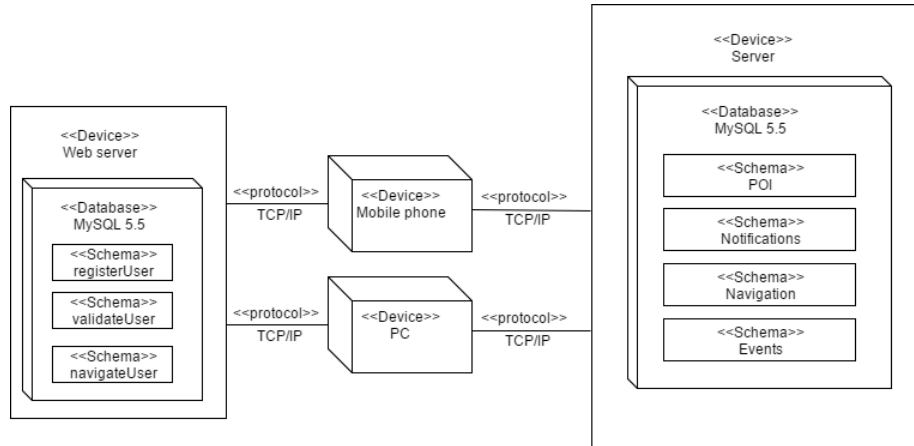 <<Device>>
Web server
<<Database>>
MySQL 5.5
<<Schema>>
registerUser
<<Schema>>
validateUser
<<Schema>>
navigateUser
<<protocol>>
TCP/IP
<<protocol>>
TCP/IP
<<Device>>
Mobile phone
<<Device>>
PC
<<protocol>>
TCP/IP
<<protocol>>
TCP/IP
<<Device>>
Server
<<Database>>
MySQL 5.5
<<Schema>>
POI
<<Schema>>
Notifications
<<Schema>>
Navigation
<<Schema>>
Events